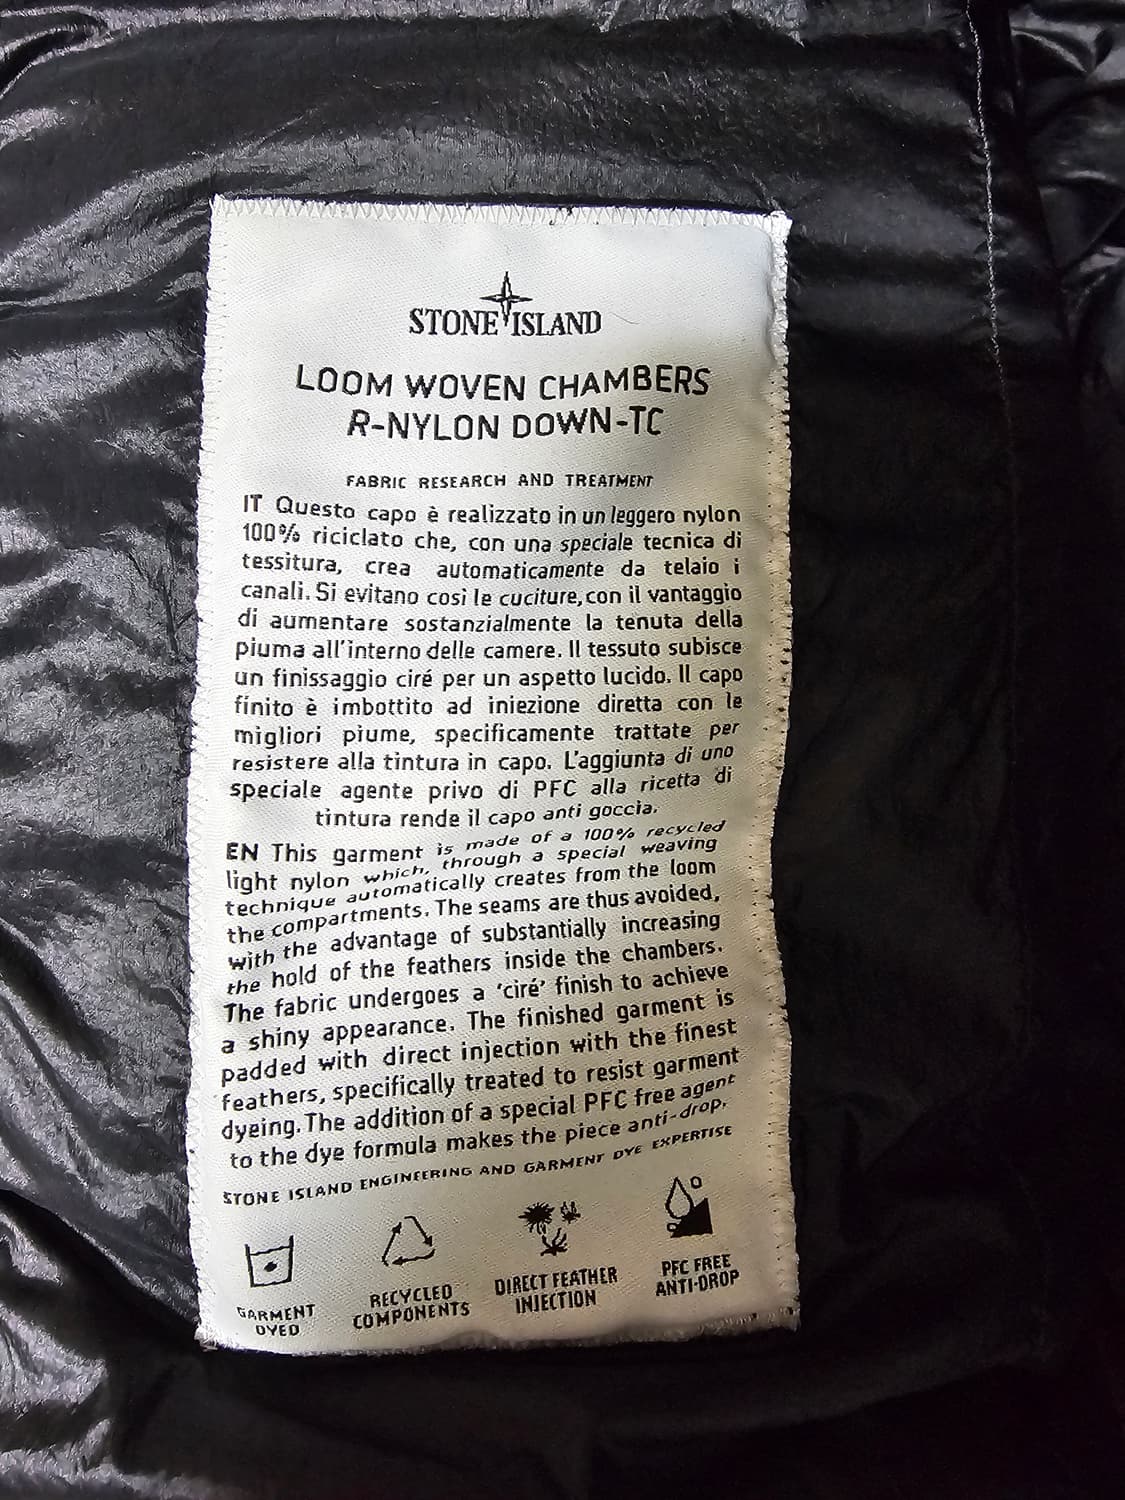 STONE ISLAND
LOOM WOVEN CHAMBERS
R-NYLON DOWN-TC
FABRIC RESEARCH AND TREATMENT
IT Questo capo è realizzato in un leggero nylon
100% riciclato che, con una speciale tecnica di
tessitura, crea automaticamente da telaio i
canali. Si evitano così le cuciture, con il vantaggio
di aumentare sostanzialmente la tenuta della
piuma all'interno delle camere. Il tessuto subisce
un finissaggio ciré per un aspetto lucido. Il capo
finito è imbottito ad iniezione diretta con le
migliori piume, specificamente trattate per
resistere alla tintura in capo. L'aggiunta di uno
speciale agente privo di PFC alla ricetta di
tintura rende il capo anti goccia.
EN This garment is made of a 100% recycled
light nylon which, through a special weaving
technique automatically creates from the loom
the compartments. The seams are thus avoided,
with the advantage of substantially increasing
the hold of the feathers inside the chambers.
The fabric undergoes a 'ciré' finish to achieve
a shiny appearance. The finished garment is
padded with direct injection with the finest
feathers, specifically treated to resist garment
dyeing. The addition of a special PFC free agent
to the dye formula makes the piece anti-drop.
STONE ISLAND ENGINEERING AND GARMENT DYE EXPERTISE
GARMENT
DYED
RECYCLED
COMPONENTS
DIRECT FEATHER
INJECTION
PFC FREE
ANTI-DROP